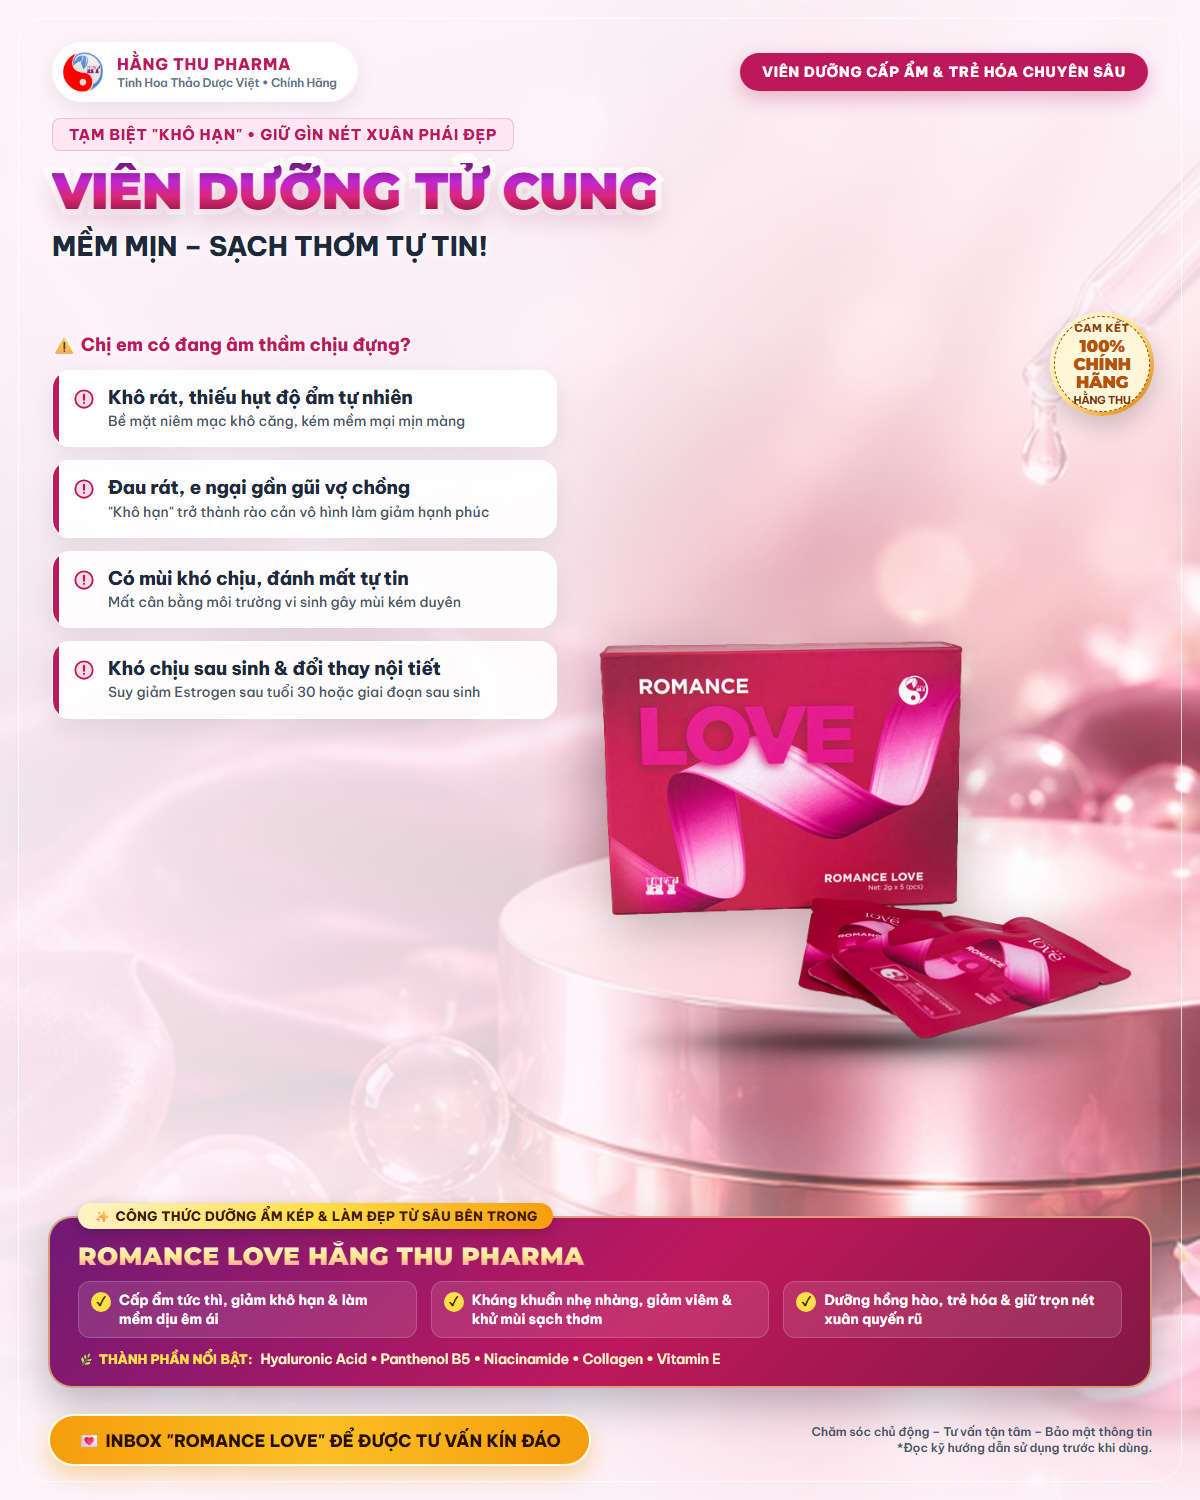 HẰNG THU PHARMA
Tinh Hoa Thảo Dược Việt • Chính Hãng
VIÊN DƯỠNG CẤP ẨM & TRẺ HÓA CHUYÊN SÂU
TẠM BIỆT "KHÔ HẠN" • GIỮ GÌN NÉT XUÂN PHÁI ĐẸP
VIÊN DƯỠNG TỬ CUNG
MỀM MỊN – SẠCH THƠM TỰ TIN!
CAM KẾT
100%
CHÍNH
HÃNG
HẰNG THU
Chị em có đang âm thầm chịu đựng?
Khô rát, thiếu hụt độ ẩm tự nhiên
Bề mặt niêm mạc khô căng, kém mềm mại mịn màng
Đau rát, e ngại gần gũi vợ chồng
"Khô hạn" trở thành rào cản vô hình làm giảm hạnh phúc
Có mùi khó chịu, đánh mất tự tin
Mất cân bằng môi trường vi sinh gây mùi kém duyên
Khó chịu sau sinh & đổi thay nội tiết
Suy giảm Estrogen sau tuổi 30 hoặc giai đoạn sau sinh
ROMANCE
LOVE
HT
ROMANCE LOVE
Net: 2g x 5 (pcs)
love
ROMANCE
love
ROMANCE
LOVE
CÔNG THỨC DƯỠNG ẨM KÉP & LÀM ĐẸP TỪ SÂU BÊN TRONG
ROMANCE LOVE HẰNG THU PHARMA
Cấp ẩm tức thì, giảm khô hạn & làm
mềm dịu êm ái
Kháng khuẩn nhẹ nhàng, giảm viêm &
khử mùi sạch thơm
Dưỡng hồng hào, trẻ hóa & giữ trọn nét
xuân quyến rũ
THÀNH PHẦN NỔI BẬT: Hyaluronic Acid • Panthenol B5 • Niacinamide • Collagen • Vitamin E
INBOX "ROMANCE LOVE" ĐỂ ĐƯỢC TƯ VẤN KÍN ĐÁO
Chăm sóc chủ động – Tư vấn tận tâm – Bảo mật thông tin
*Đọc kỹ hướng dẫn sử dụng trước khi dùng.